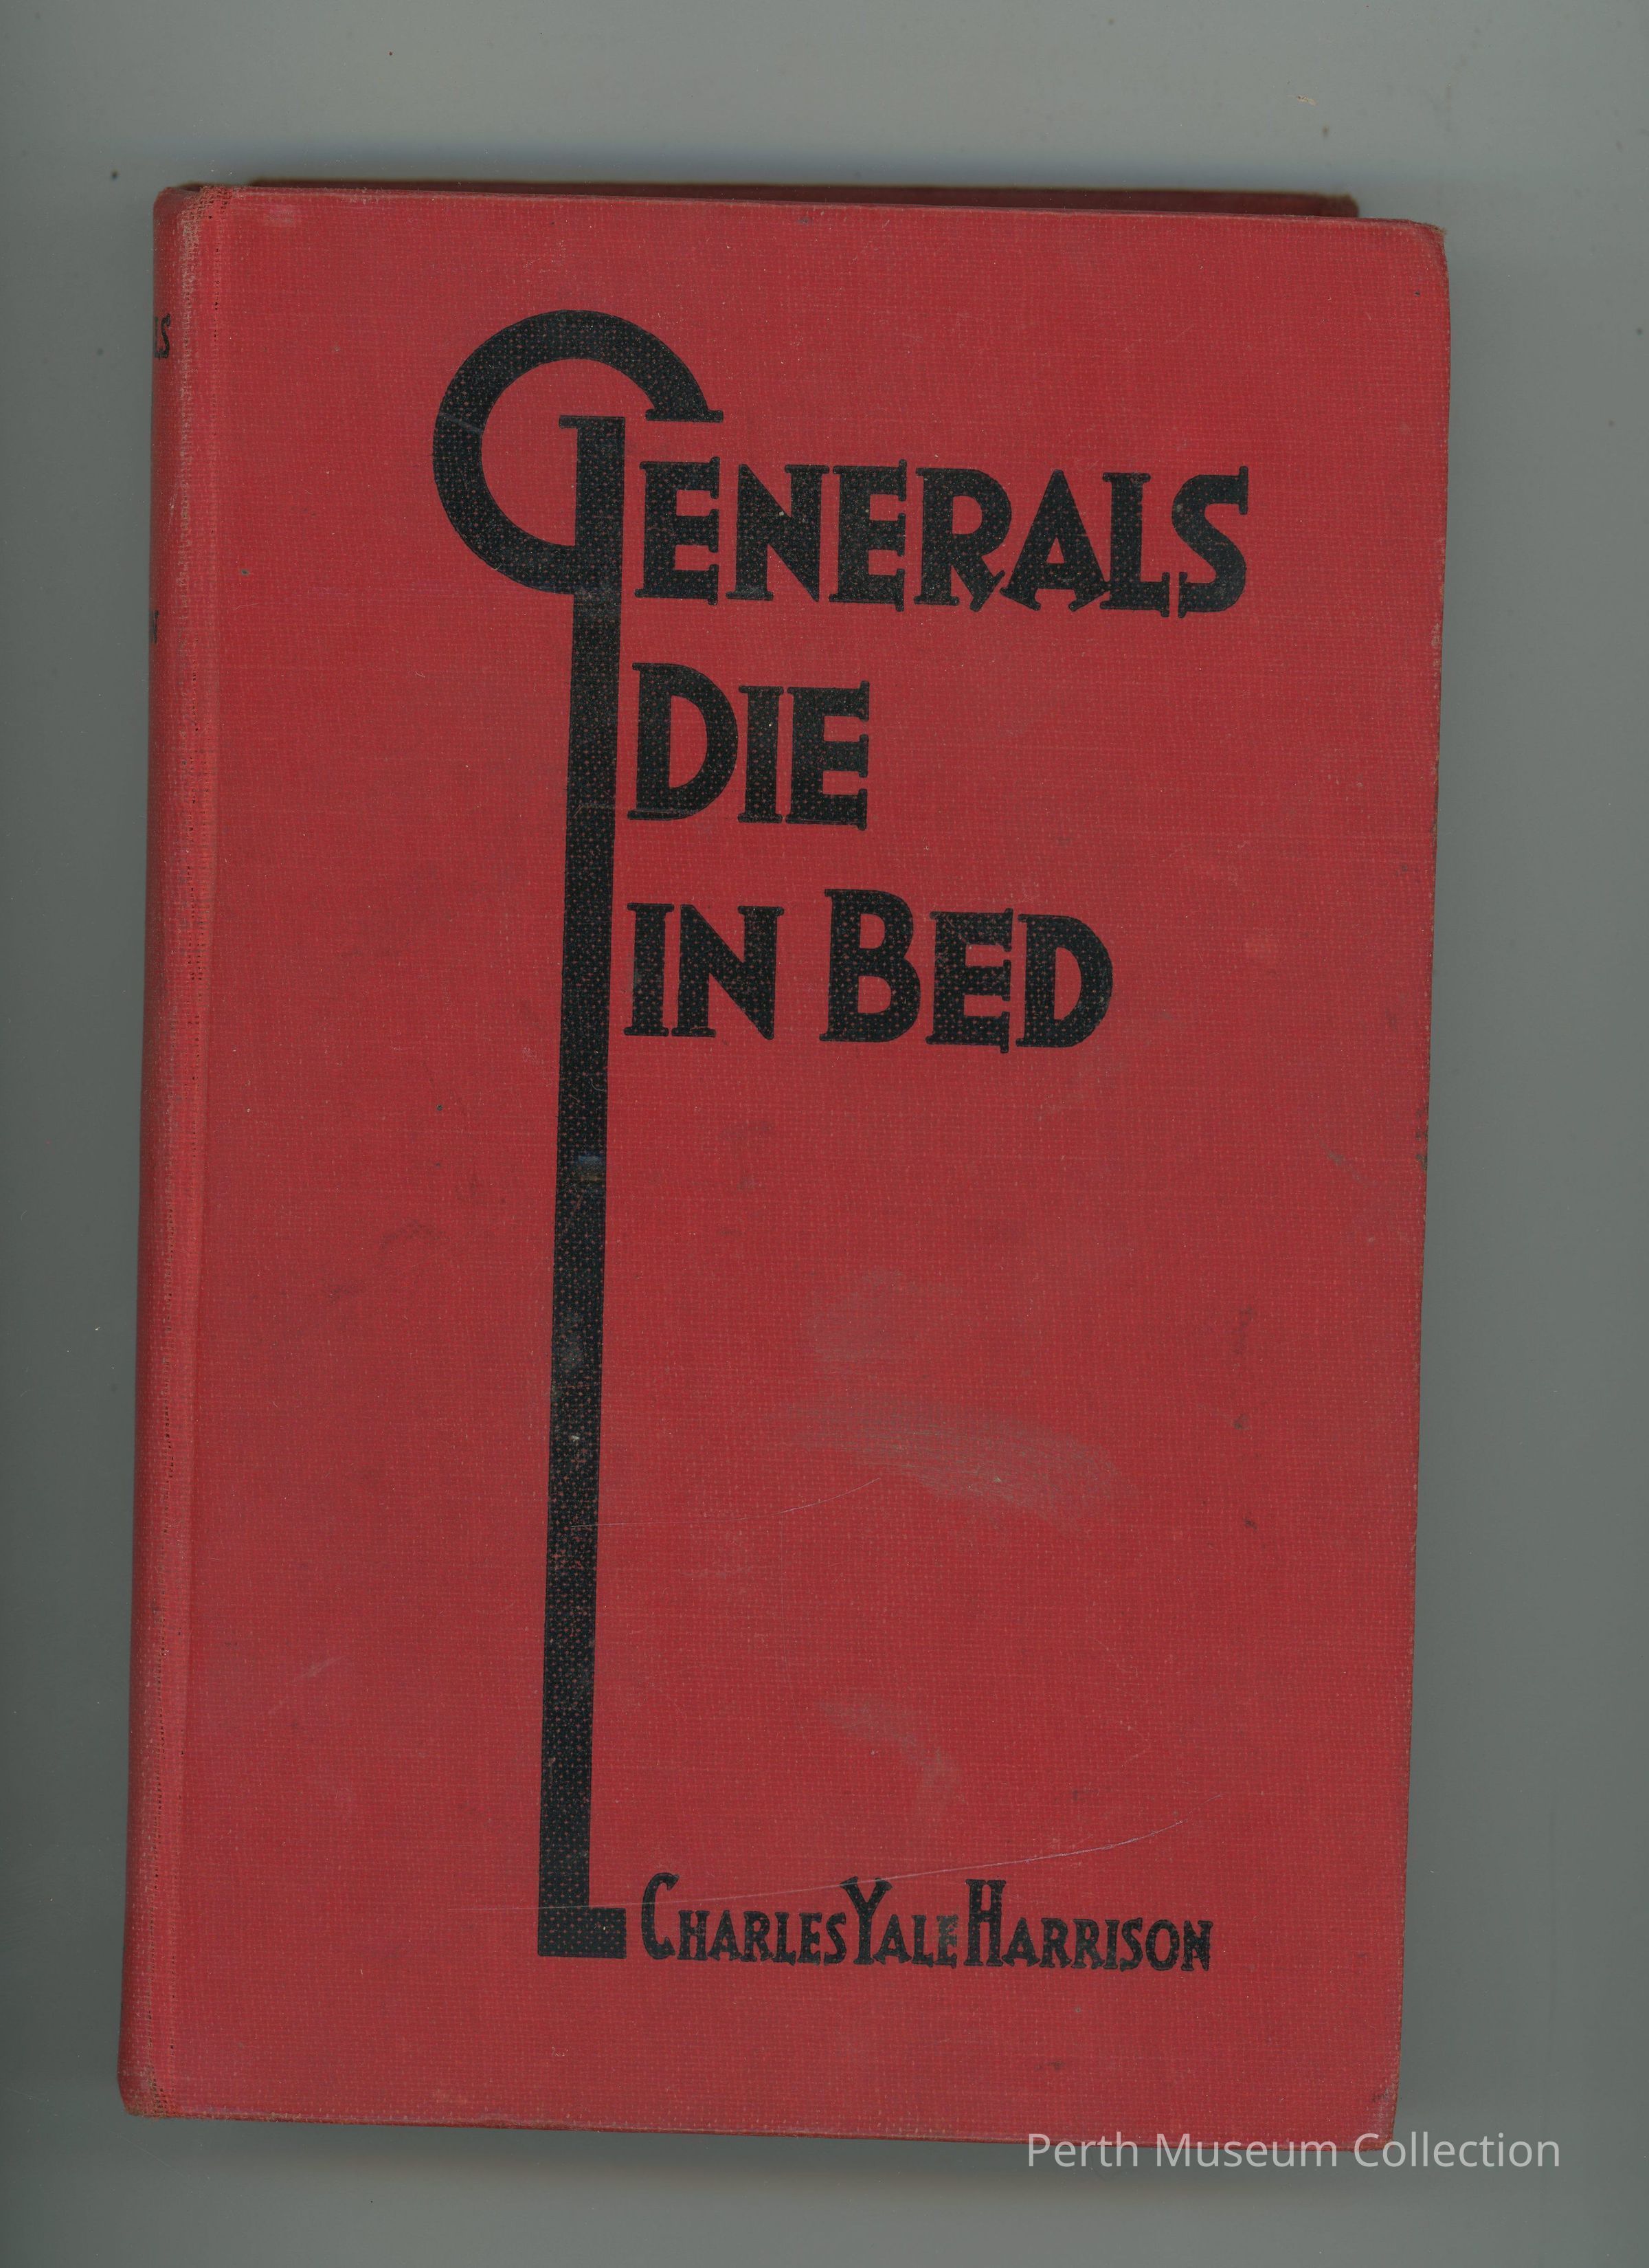 GENERALS
DIE
IN BED
CHARLES YALE HARRISON
Perth Museum Collection